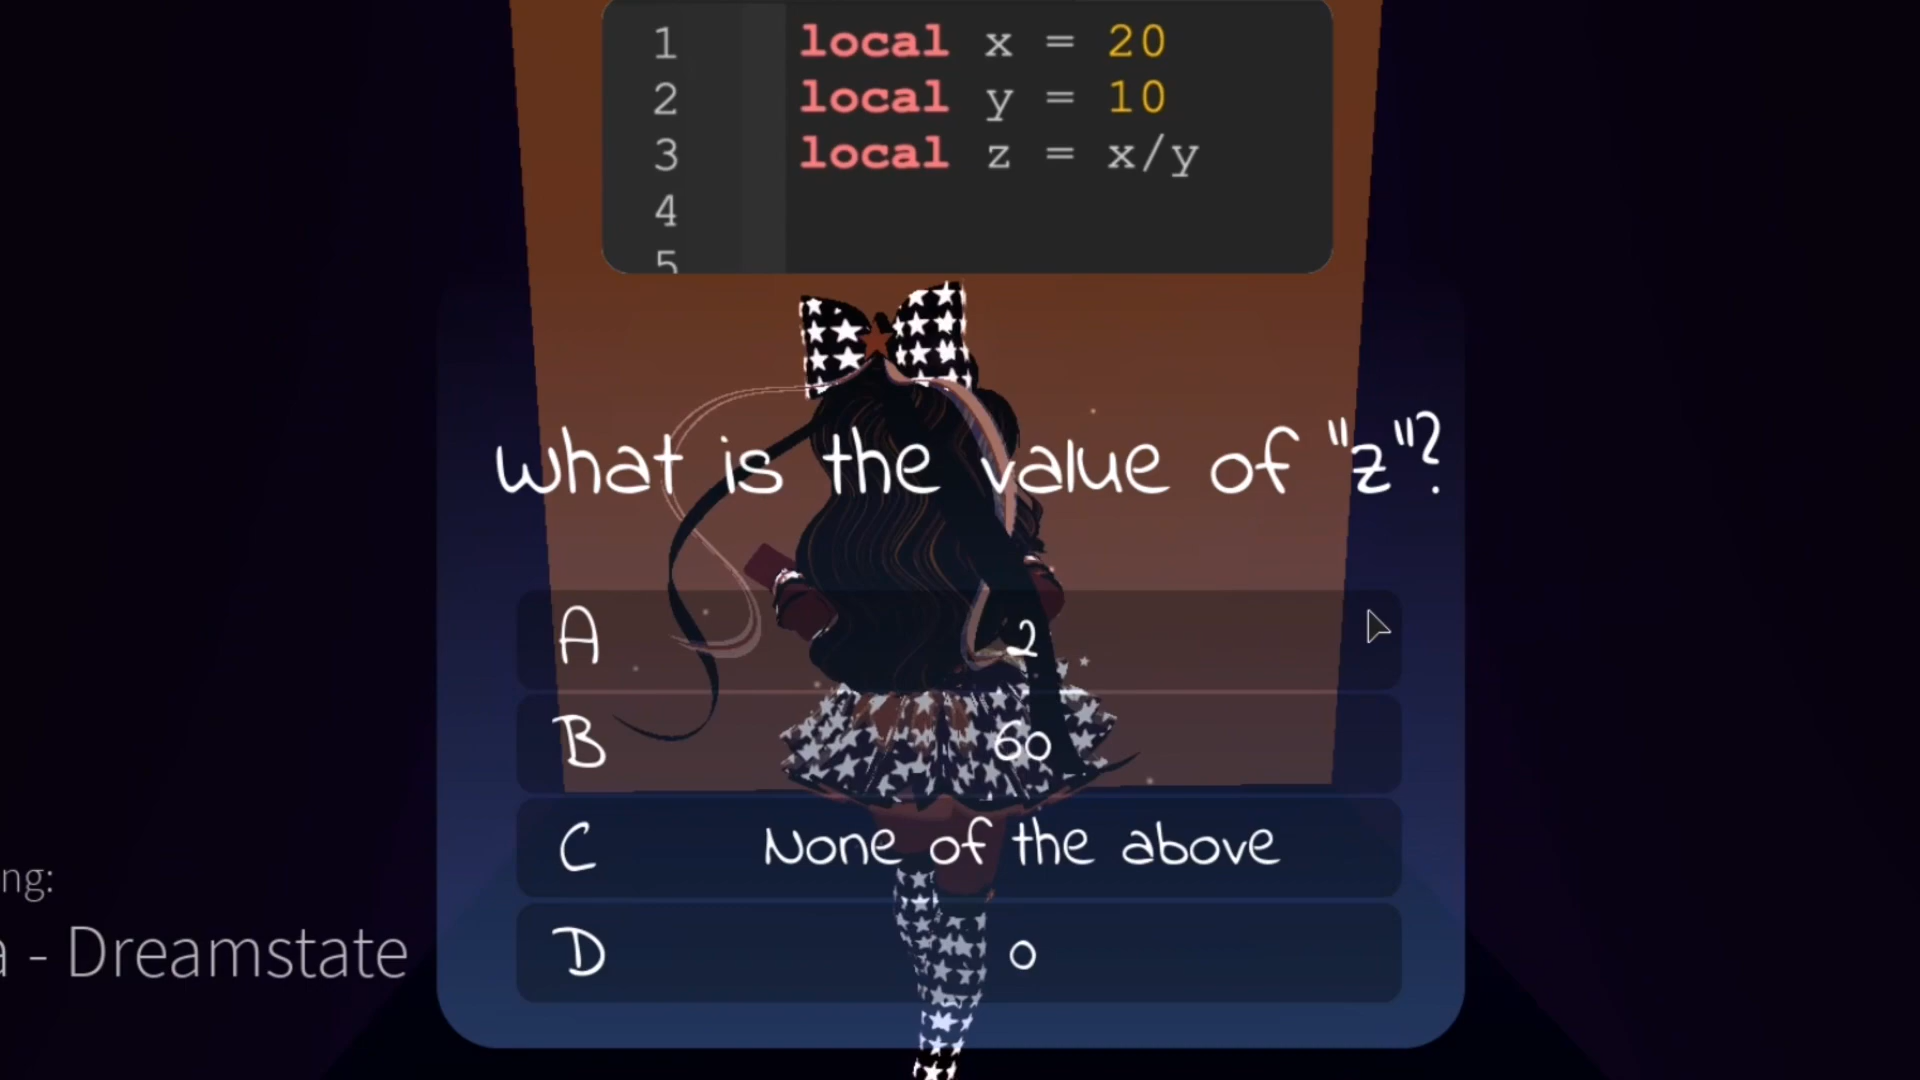 1 local x = 20
2 local y = 10
3 local z = x/y
4
5
What is the value of "z"?
A 2
B 60
C None of the above
D 0
ng:
a - Dreamstate